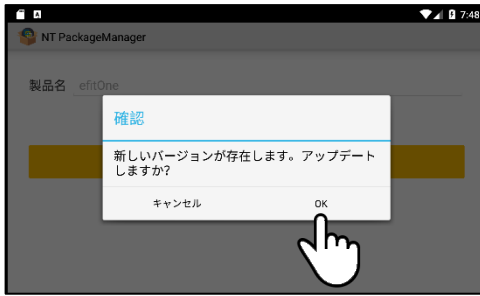 7:48
NT PackageManager
製品名 efitOne
確認
新しいバージョンが存在します。アップデート
しますか?
キャンセル OK